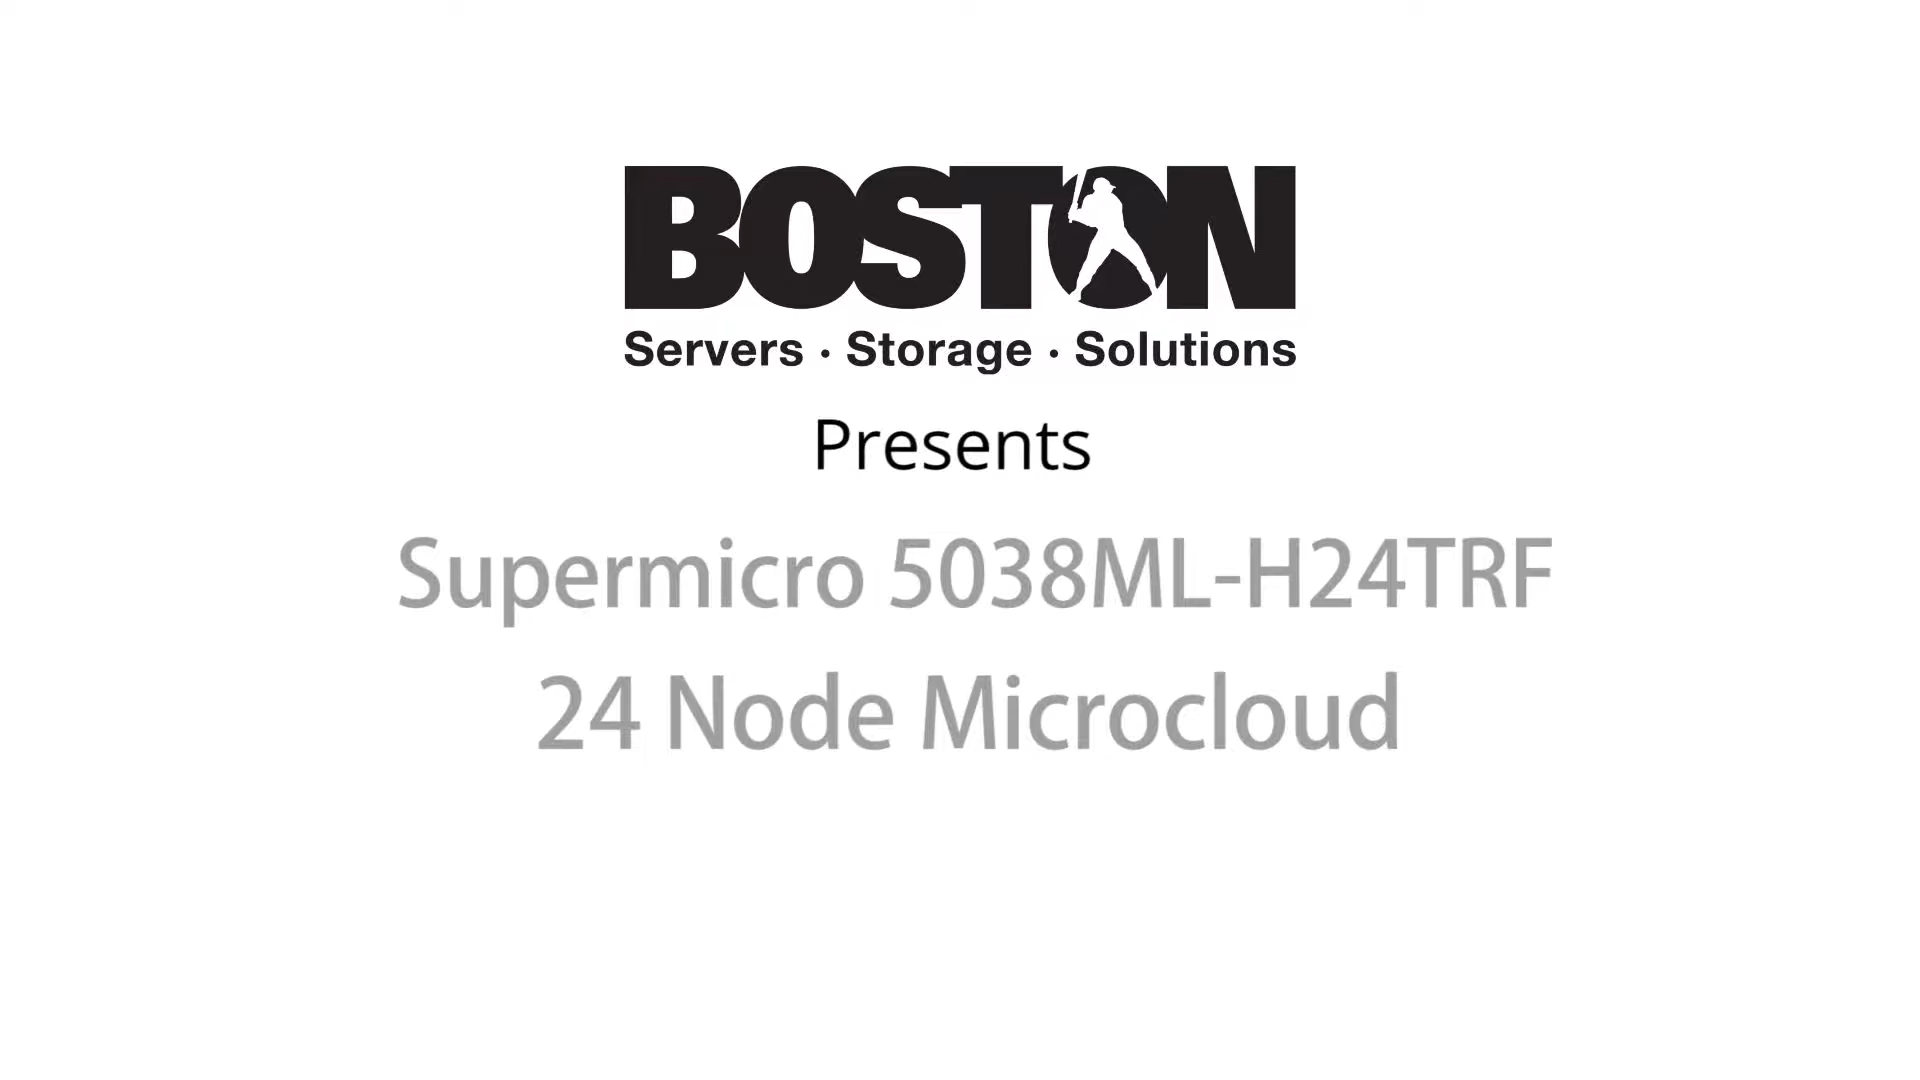 BOSTON
Servers · Storage · Solutions
Presents
Supermicro 5038ML-H24TRF
24 Node Microcloud